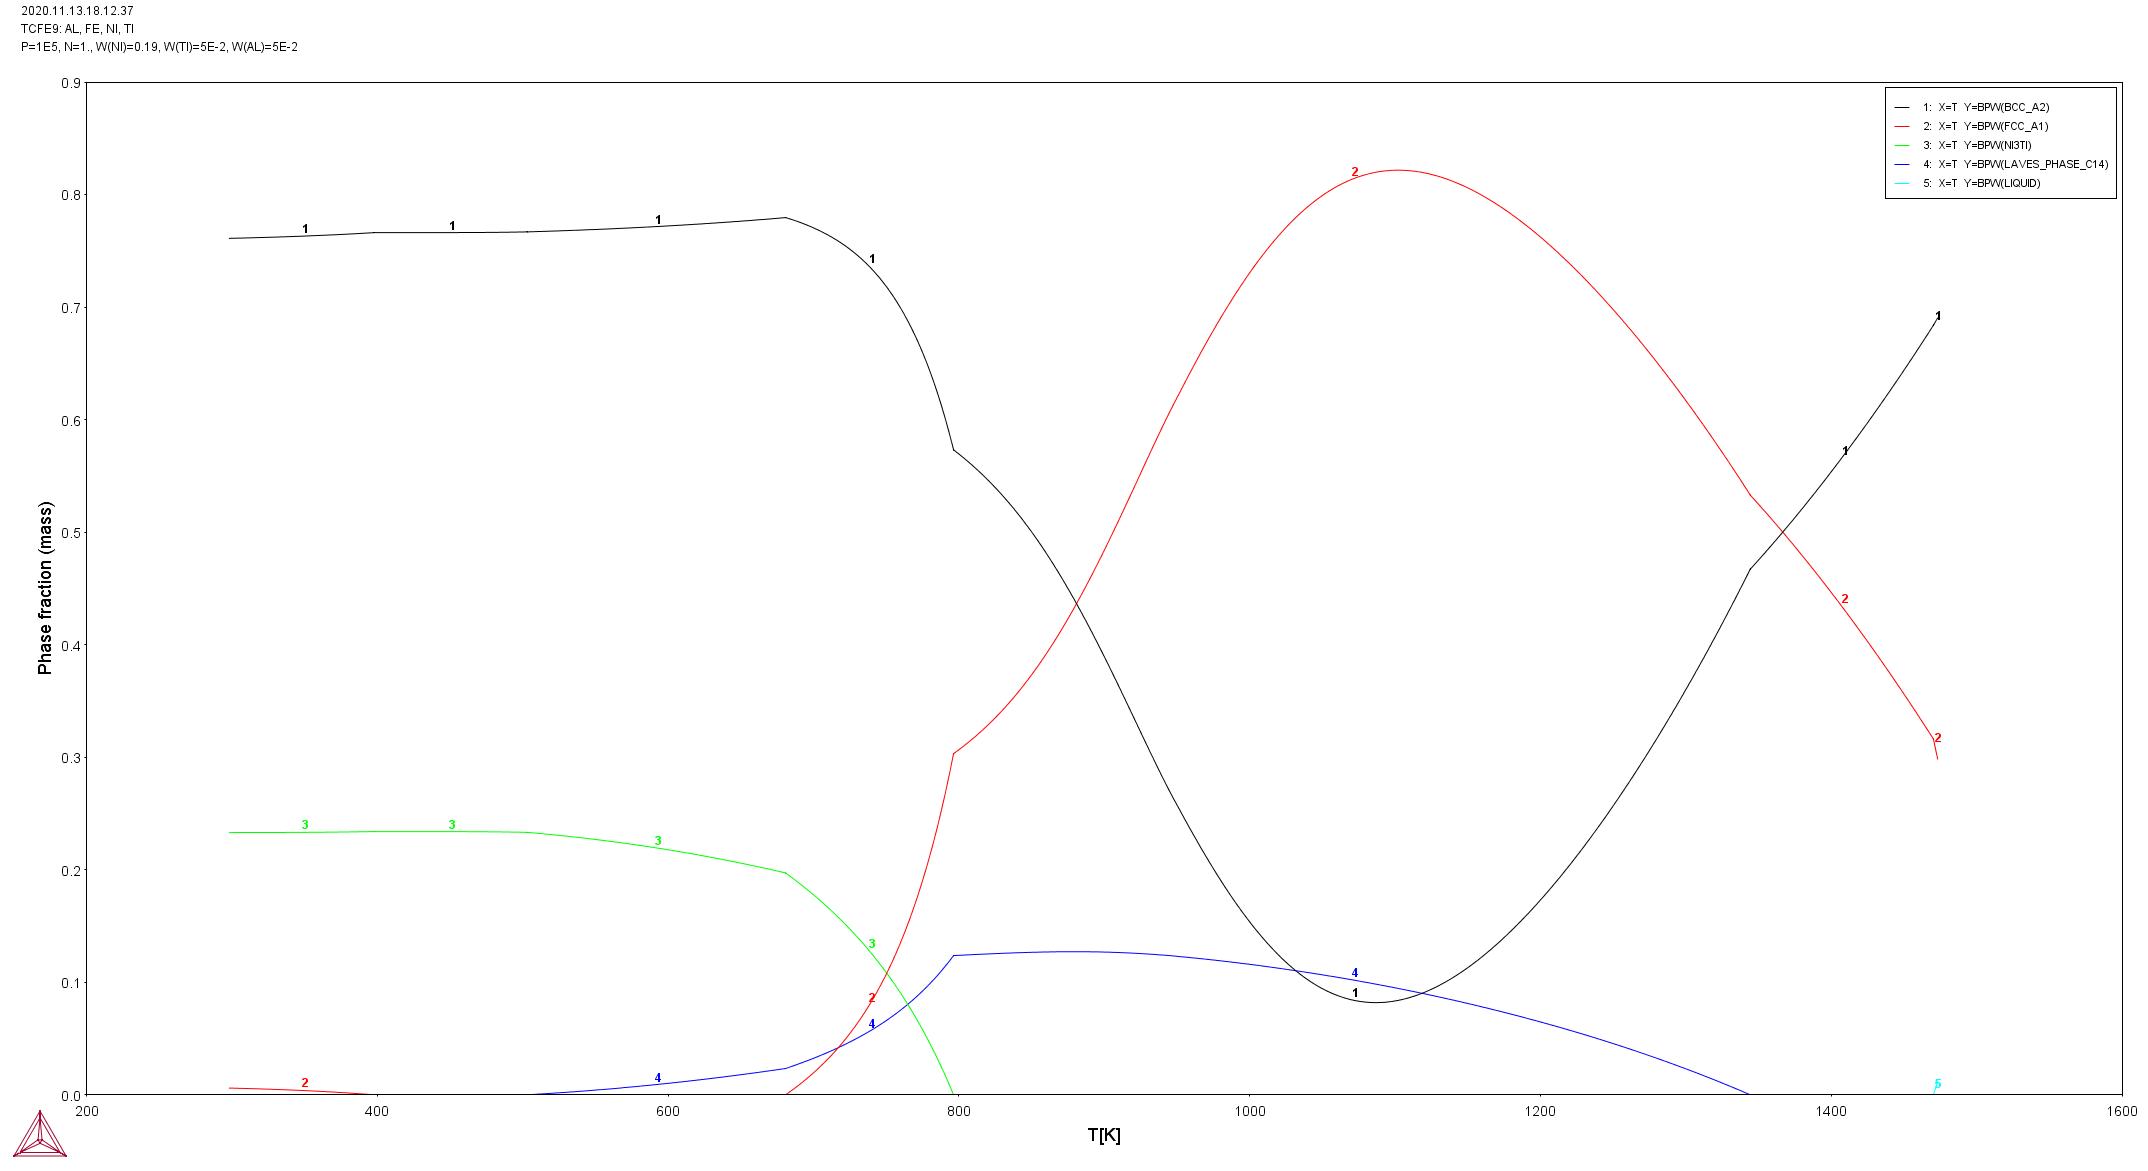 2020.11.13.18.12.37
TCFE9: AL, FE, NI, TI
P=1E5, N=1., W(NI)=0.19, W(TI)=5E-2, W(AL)=5E-2
1: X=T Y=BPW(BCC_A2)
2: X=T Y=BPW(FCC_A1)
3: X=T Y=BPW(NI3TI)
4: X=T Y=BPW(LAVES_PHASE_C14)
5: X=T Y=BPW(LIQUID)
Phase fraction (mass)
0.9
0.8
0.7
0.6
0.5
0.4
0.3
0.2
0.1
0.0
2
1 1 1
1
1
1
2
2
3 3 3
3
2
4
4
1
2
4
5
200 400 600 800 1000 1200 1400 1600
T[K]